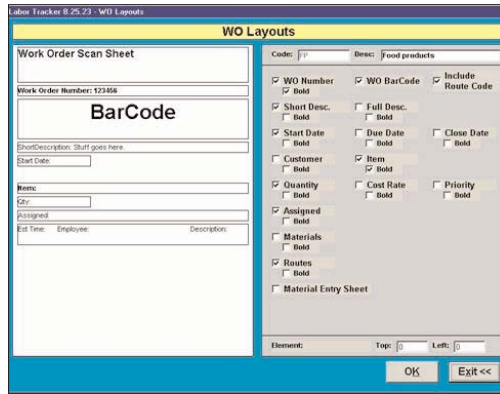 Labor Tracker 8.25.23 - WO Layouts
WO Layouts
Work Order Scan Sheet
Work Order Number: 123456
BarCode
ShortDescription: Stuff goes here.
Start Date:
Item:
Qty:
Assigned:
Est Time: Employee: Description:
Code: FP Desc: Food products
WO Number WO BarCode Include
Route Code
Bold
Short Desc. Full Desc.
Bold Bold
Start Date Due Date Close Date
Bold Bold Bold
Customer Item
Bold Bold
Quantity Cost Rate Priority
Bold Bold Bold
Assigned
Bold
Materials
Bold
Routes
Bold
Material Entry Sheet
Element: Top: 0 Left: 0
OK Exit <<